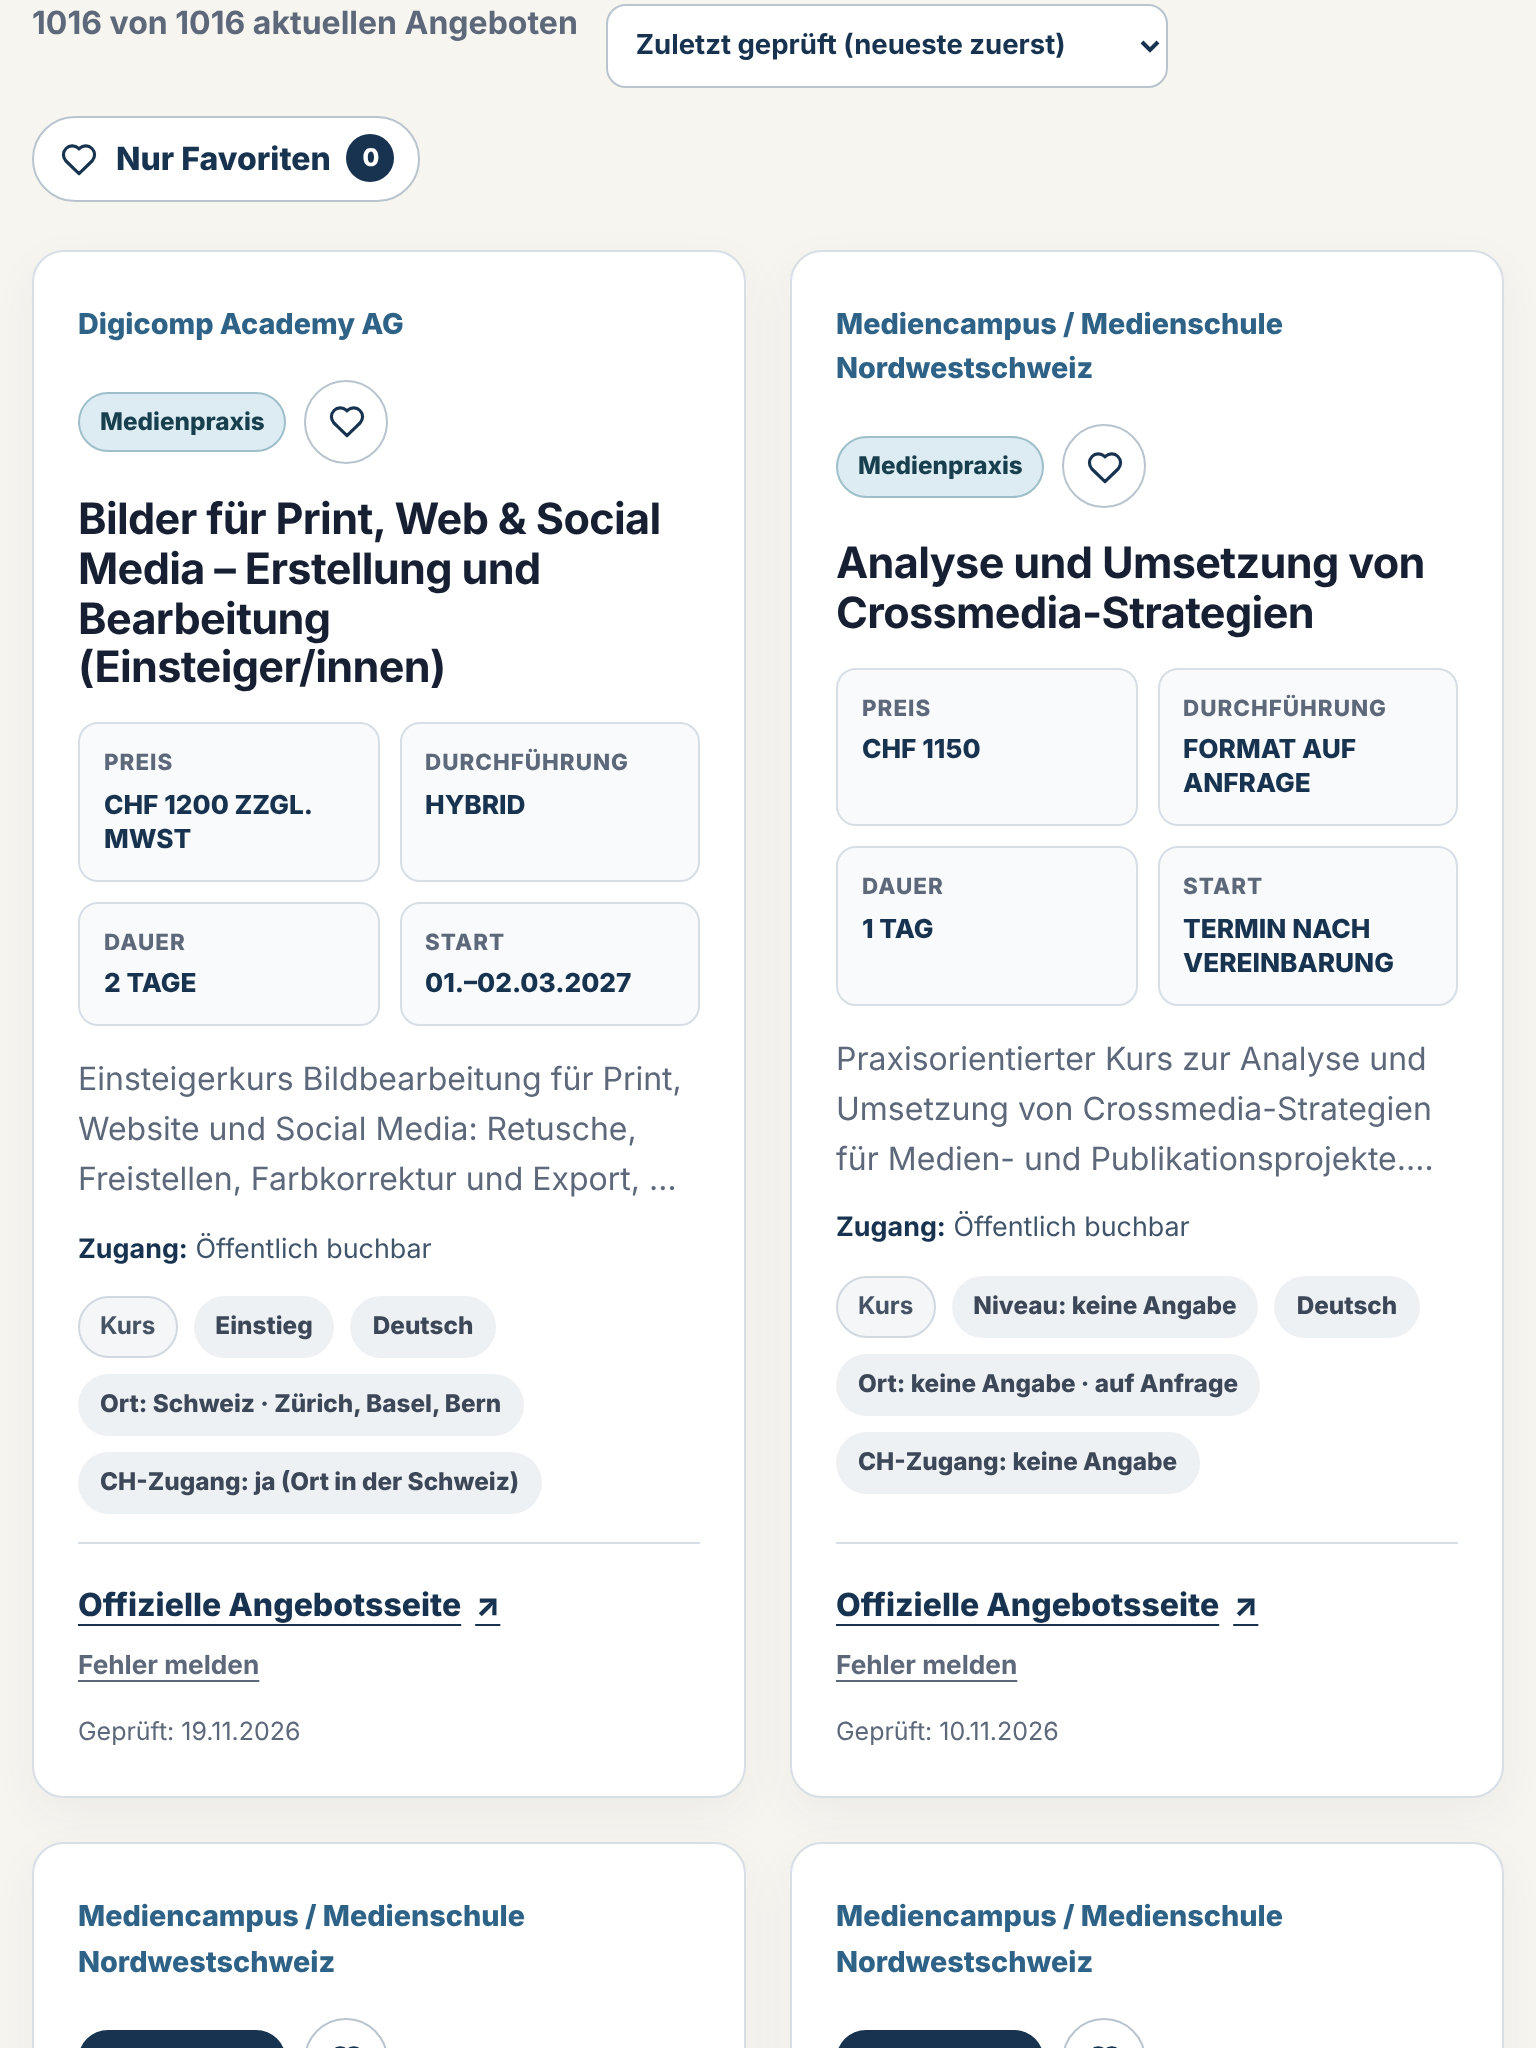 1016 von 1016 aktuellen Angeboten
Zuletzt geprüft (neueste zuerst)
Nur Favoriten 0
Digicomp Academy AG
Medienpraxis
Bilder für Print, Web & Social
Media – Erstellung und
Bearbeitung
(Einsteiger/innen)
PREIS
CHF 1200 ZZGL.
MWST
DURCHFÜHRUNG
HYBRID
DAUER
2 TAGE
START
01.–02.03.2027
Einsteigerkurs Bildbearbeitung für Print,
Website und Social Media: Retusche,
Freistellen, Farbkorrektur und Export, ...
Zugang: Öffentlich buchbar
Kurs
Einstieg
Deutsch
Ort: Schweiz · Zürich, Basel, Bern
CH-Zugang: ja (Ort in der Schweiz)
Offizielle Angebotsseite ↗
Fehler melden
Geprüft: 19.11.2026
Mediencampus / Medienschule
Nordwestschweiz
Medienpraxis
Analyse und Umsetzung von
Crossmedia-Strategien
PREIS
CHF 1150
DURCHFÜHRUNG
FORMAT AUF
ANFRAGE
DAUER
1 TAG
START
TERMIN NACH
VEREINBARUNG
Praxisorientierter Kurs zur Analyse und
Umsetzung von Crossmedia-Strategien
für Medien- und Publikationsprojekte....
Zugang: Öffentlich buchbar
Kurs
Niveau: keine Angabe
Deutsch
Ort: keine Angabe · auf Anfrage
CH-Zugang: keine Angabe
Offizielle Angebotsseite ↗
Fehler melden
Geprüft: 10.11.2026
Mediencampus / Medienschule
Nordwestschweiz
Mediencampus / Medienschule
Nordwestschweiz